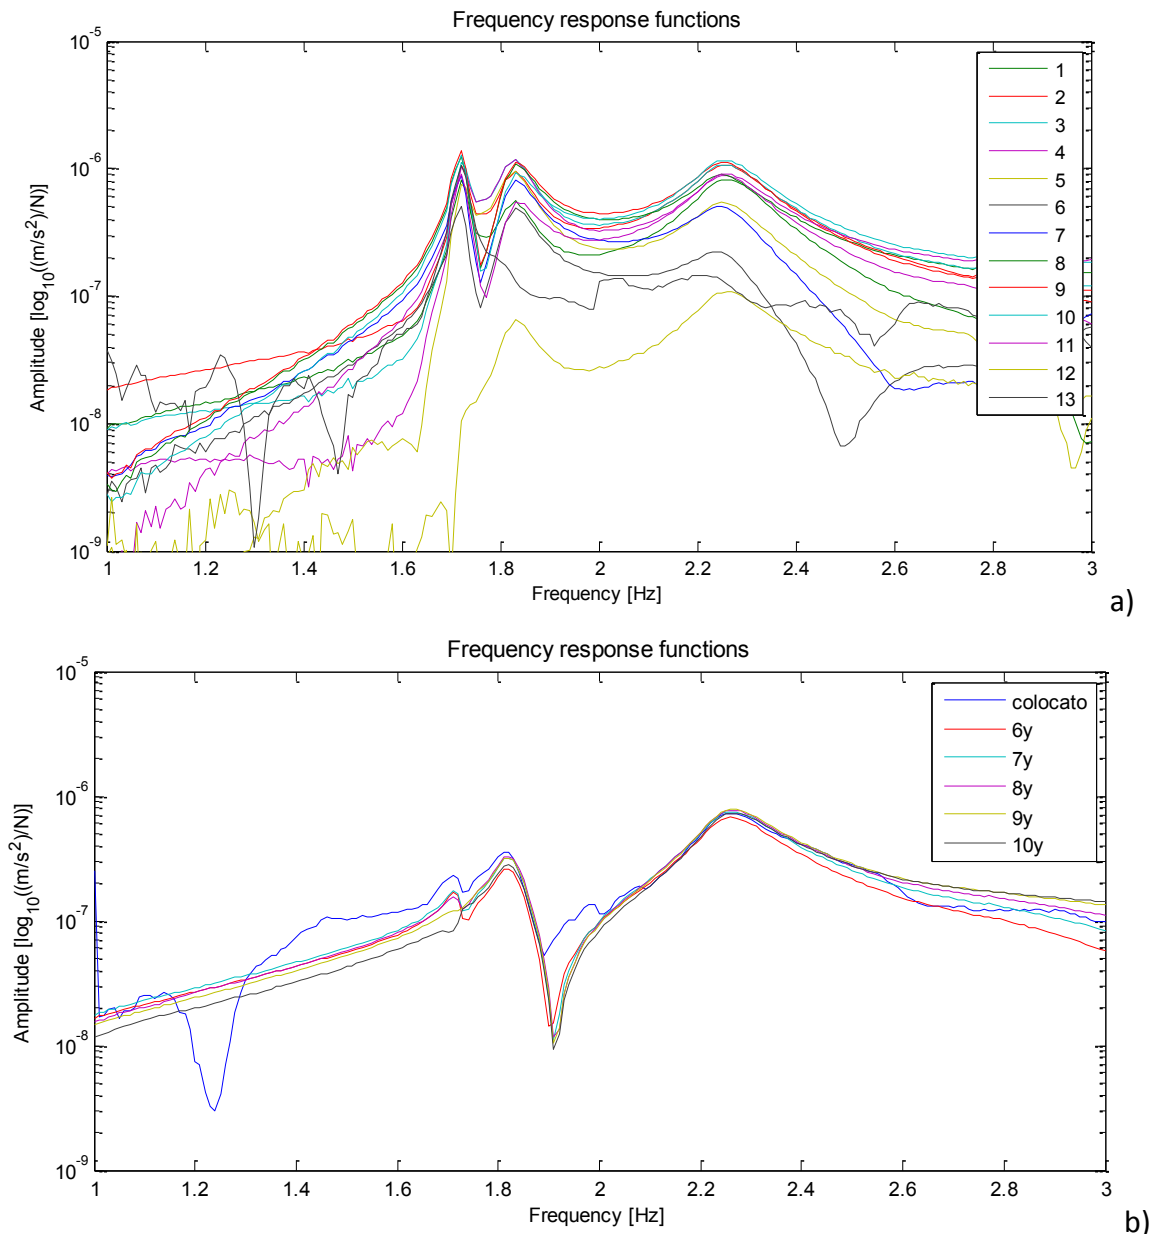 Frequency response functions
10^-5
10^-6
10^-7
10^-8
10^-9
Amplitude [log_10((m/s^2)/N)]
1 1.2 1.4 1.6 1.8 2 2.2 2.4 2.6 2.8 3
Frequency [Hz]
1
2
3
4
5
6
7
8
9
10
11
12
13
a)
Frequency response functions
10^-5
10^-6
10^-7
10^-8
10^-9
Amplitude [log_10((m/s^2)/N)]
1 1.2 1.4 1.6 1.8 2 2.2 2.4 2.6 2.8 3
Frequency [Hz]
colocato
6y
7y
8y
9y
10y
b)